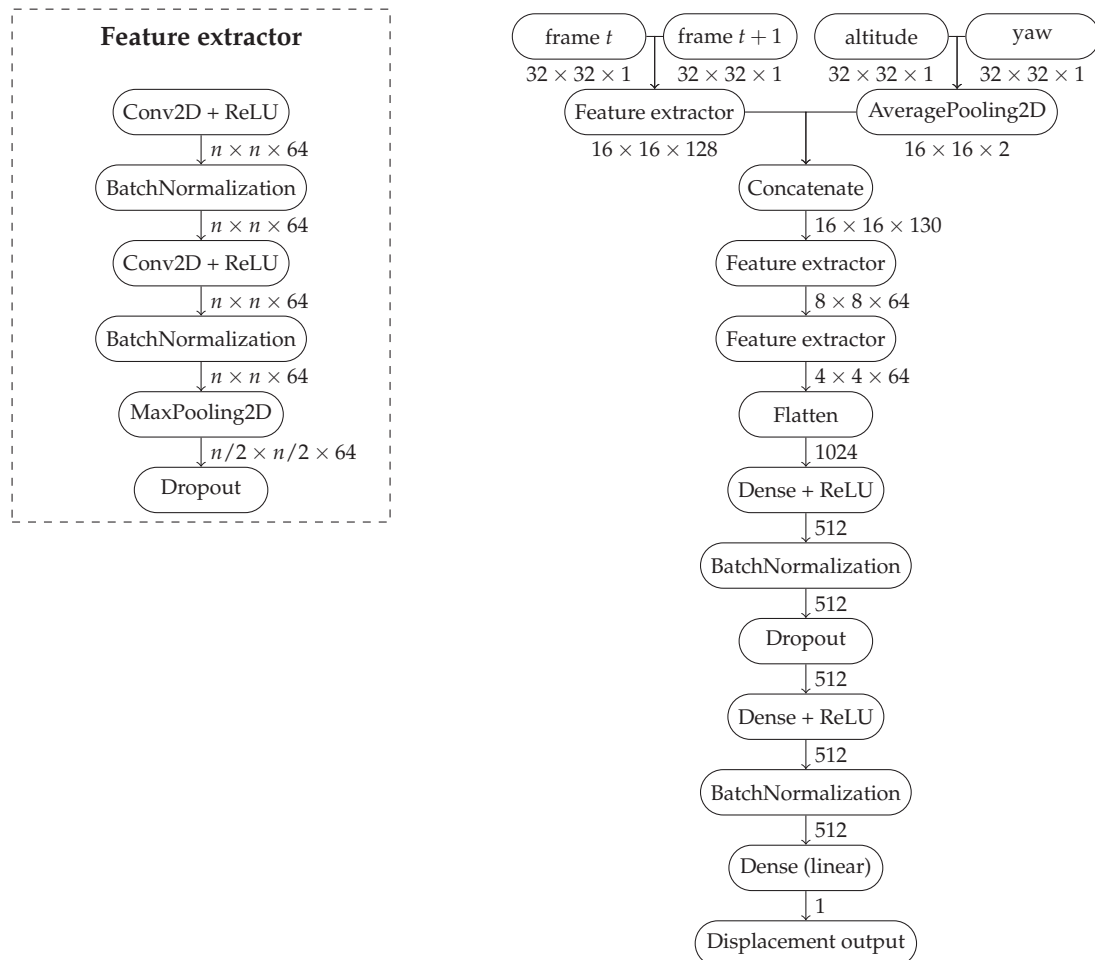 Feature extractor
Conv2D + ReLU
n × n × 64
BatchNormalization
n × n × 64
Conv2D + ReLU
n × n × 64
BatchNormalization
n × n × 64
MaxPooling2D
n/2 × n/2 × 64
Dropout
frame t frame t + 1 altitude yaw
32 × 32 × 1 32 × 32 × 1 32 × 32 × 1 32 × 32 × 1
Feature extractor AveragePooling2D
16 × 16 × 128 16 × 16 × 2
Concatenate
16 × 16 × 130
Feature extractor
8 × 8 × 64
Feature extractor
4 × 4 × 64
Flatten
1024
Dense + ReLU
512
BatchNormalization
512
Dropout
512
Dense + ReLU
512
BatchNormalization
512
Dense (linear)
1
Displacement output